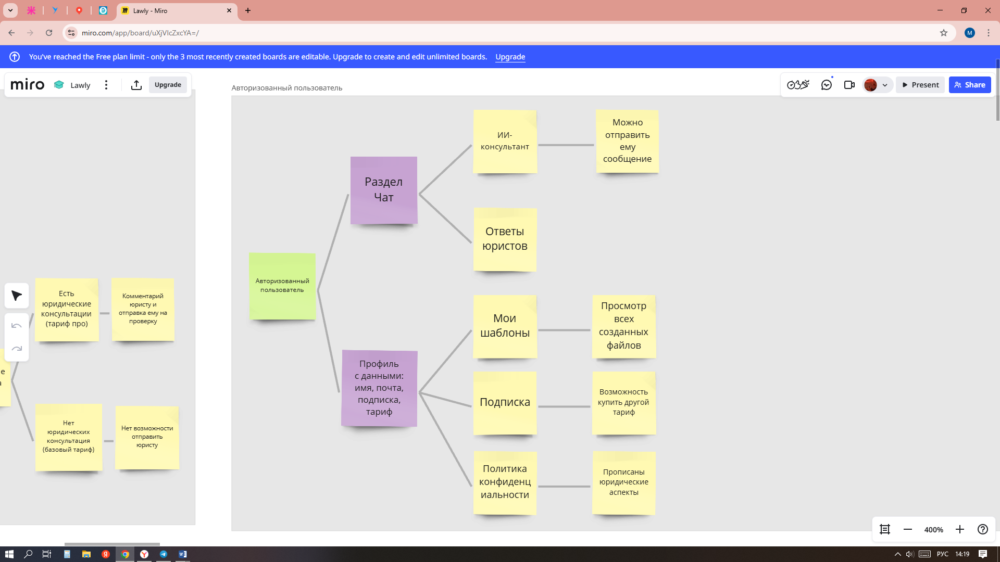 Lawly - Miro
miro.com/app/board/uXjVIcZxcYA=/
M
You've reached the Free plan limit - only the 3 most recently created boards are editable. Upgrade to create and edit unlimited boards. Upgrade
miro
Lawly
Upgrade
Present
Share
Авторизованный пользователь
ИИ-
консультант
Можно
отправить
ему
сообщение
Раздел
Чат
Ответы
юристов
Авторизованный
пользователь
Есть
юридические
консультации
(тариф про)
Комментарий
юристу и
отправка ему на
проверку
Мои
шаблоны
Просмотр
всех
созданных
файлов
Профиль
с данными:
имя, почта,
подписка,
тариф
Подписка
Возможность
купить другой
тариф
Нет
юридических
консультация
(базовый тариф)
Нет возможности
отправить
юристу
Политика
конфиденц
иальности
Прописаны
юридические
аспекты
400%
РУС
14:19